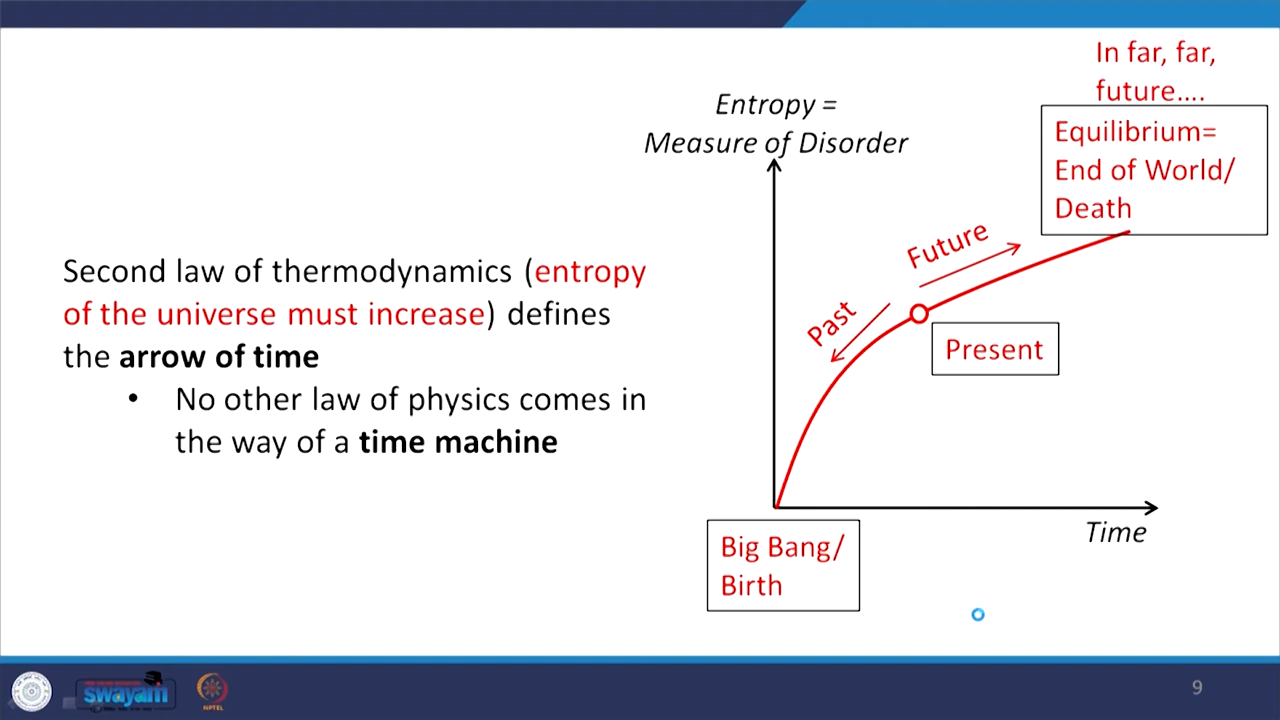 In far, far,
future....
Entropy =
Measure of Disorder
Equilibrium=
End of World/
Death
Future
Past
Present
Second law of thermodynamics (entropy
of the universe must increase) defines
the arrow of time
• No other law of physics comes in
the way of a time machine
Time
Big Bang/
Birth
swayam
NPTEL
9